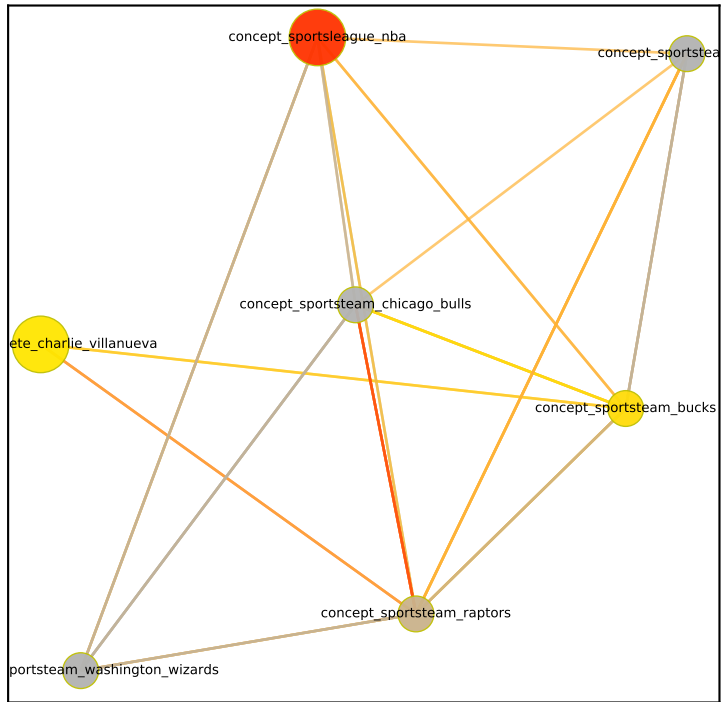 concept_sportsleague_nba
concept_sportstea
concept_sportsteam_chicago_bulls
ete_charlie_villanueva
concept_sportsteam_bucks
concept_sportsteam_raptors
portsteam_washington_wizards